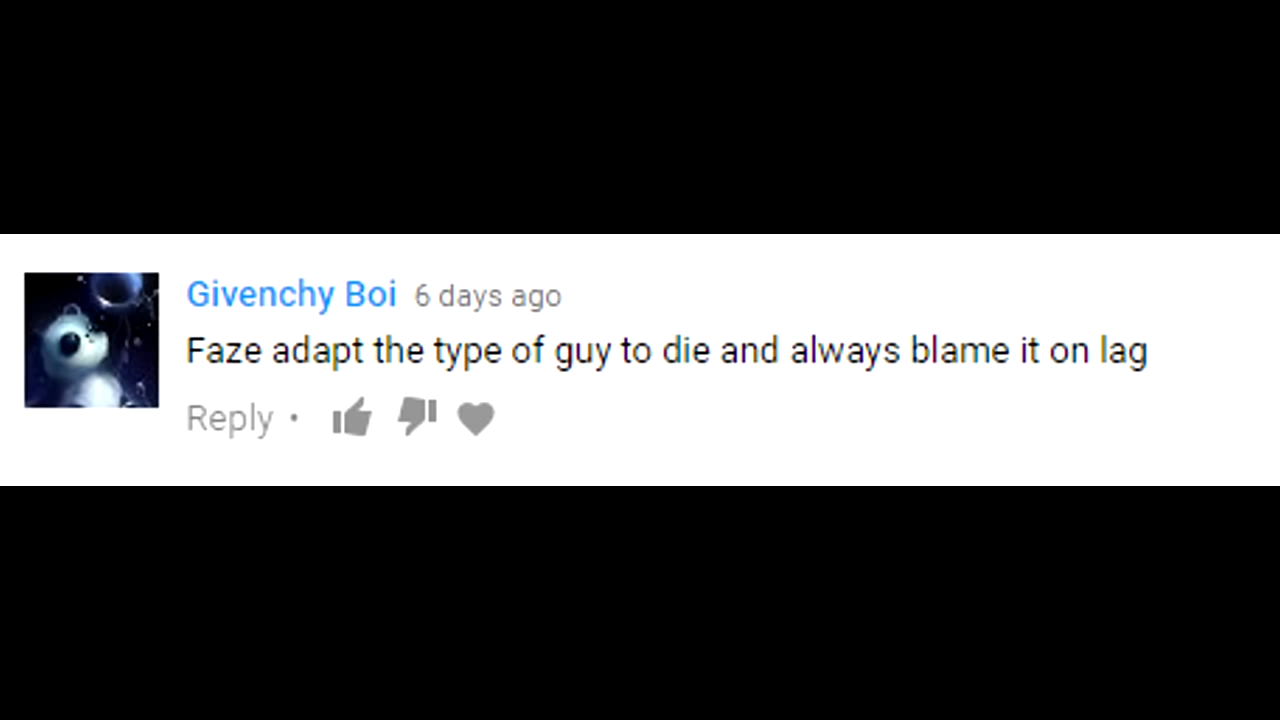 Givenchy Boi 6 days ago
Faze adapt the type of guy to die and always blame it on lag
Reply •